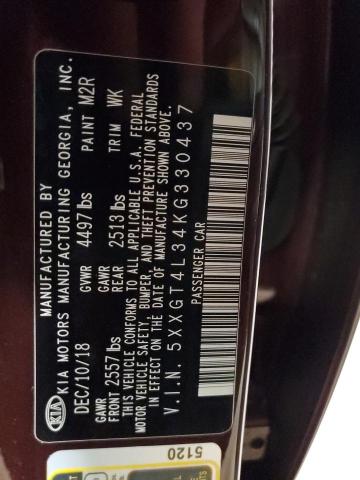 MANUFACTURED BY
KIA KIA MOTORS MANUFACTURING GEORGIA, INC.
DEC/10/18 GVWR 4497 lbs PAINT M2R
GAWR FRONT 2557 lbs GAWR REAR 2513 lbs TRIM WK
THIS VEHICLE CONFORMS TO ALL APPLICABLE U.S.A. FEDERAL
MOTOR VEHICLE SAFETY, BUMPER, AND THEFT PREVENTION STANDARDS
IN EFFECT ON THE DATE OF MANUFACTURE SHOWN ABOVE.
V.I.N. 5XXGT4L34KG330437
PASSENGER CAR
5120